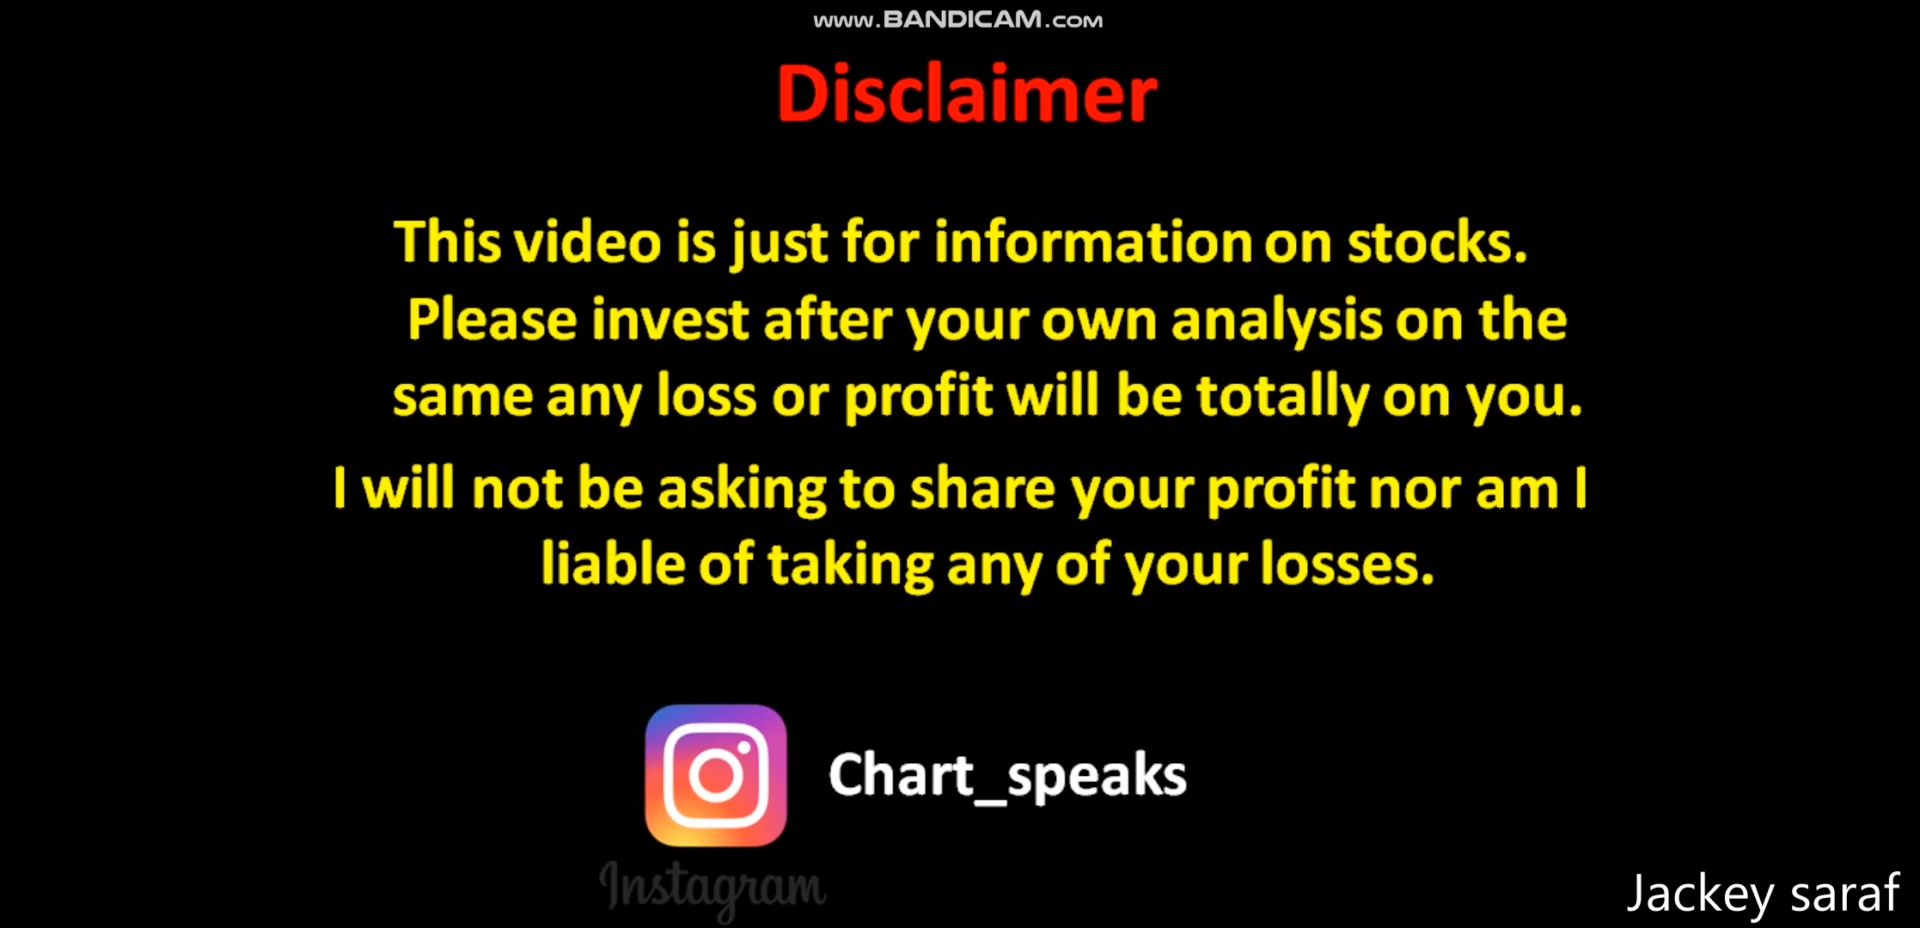 www.BANDICAM.com
Disclaimer
This video is just for information on stocks.
Please invest after your own analysis on the
same any loss or profit will be totally on you.
I will not be asking to share your profit nor am I
liable of taking any of your losses.
Chart_speaks
Instagram
Jackey saraf